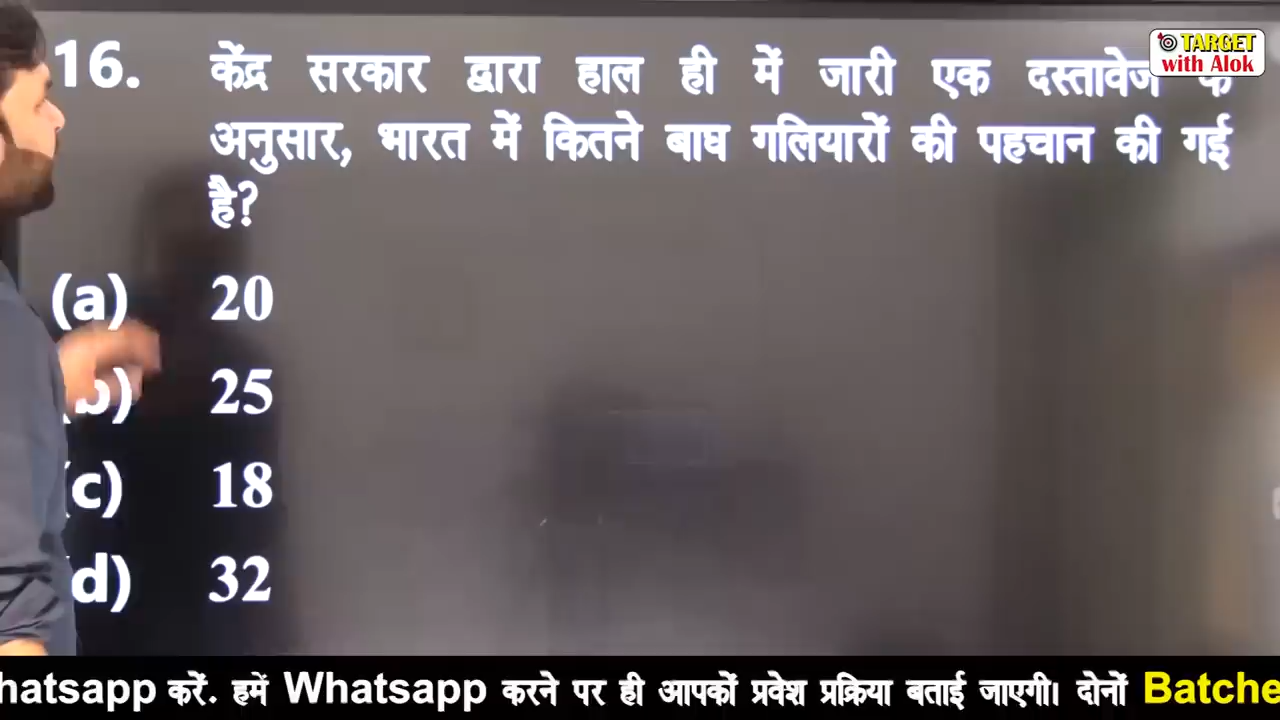 TARGET
with Alok
16. केंद्र सरकार द्वारा हाल ही में जारी एक दस्तावेज के
अनुसार, भारत में कितने बाघ गलियारों की पहचान की गई
है?
(a) 20
(b) 25
(c) 18
(d) 32
hatsapp करें. हमें Whatsapp करने पर ही आपकों प्रवेश प्रक्रिया बताई जाएगी। दोनों Batche